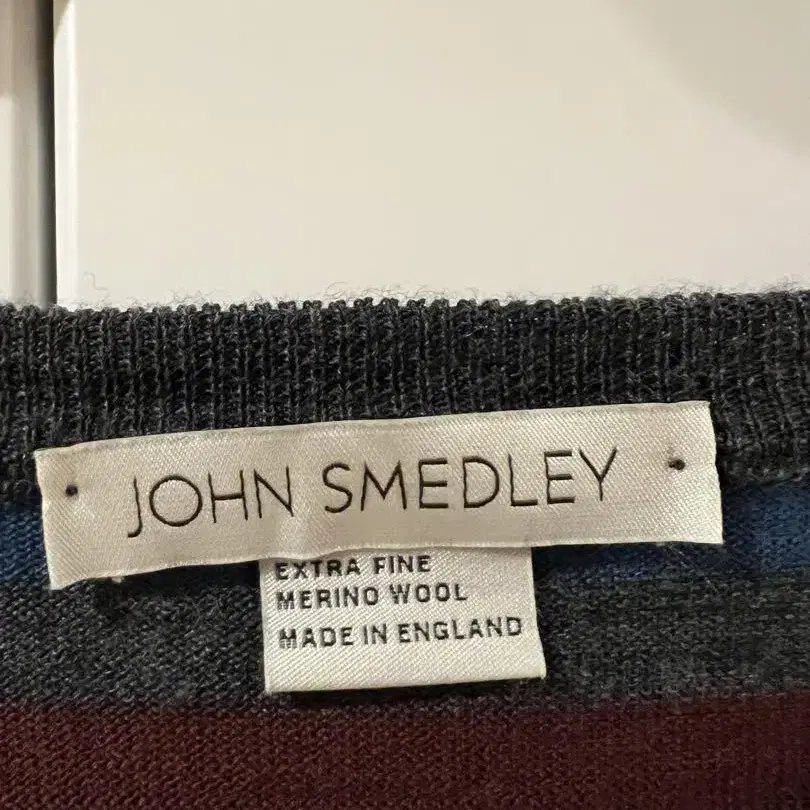 JOHN SMEDLEY
EXTRA FINE
MERINO WOOL
MADE IN ENGLAND